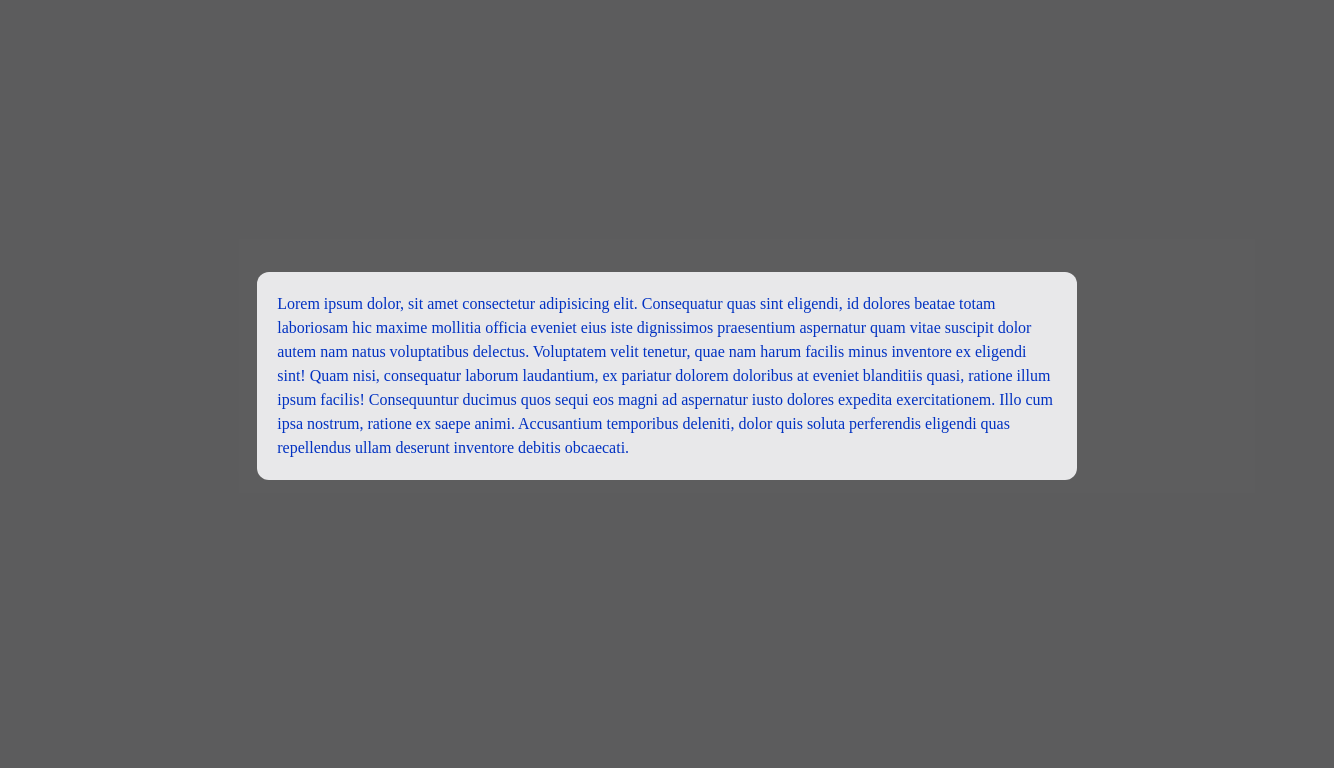 Lorem ipsum dolor, sit amet consectetur adipisicing elit. Consequatur quas sint eligendi, id dolores beatae totam
laboriosam hic maxime mollitia officia eveniet eius iste dignissimos praesentium aspernatur quam vitae suscipit dolor
autem nam natus voluptatibus delectus. Voluptatem velit tenetur, quae nam harum facilis minus inventore ex eligendi
sint! Quam nisi, consequatur laborum laudantium, ex pariatur dolorem doloribus at eveniet blanditiis quasi, ratione illum
ipsum facilis! Consequuntur ducimus quos sequi eos magni ad aspernatur iusto dolores expedita exercitationem. Illo cum
ipsa nostrum, ratione ex saepe animi. Accusantium temporibus deleniti, dolor quis soluta perferendis eligendi quas
repellendus ullam deserunt inventore debitis obcaecati.